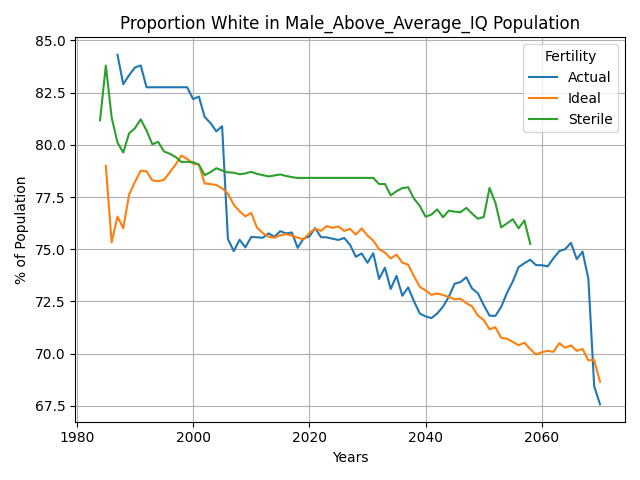 Proportion White in Male_Above_Average_IQ Population
85.0
82.5
80.0
77.5
75.0
72.5
70.0
67.5
% of Population
Fertility
Actual
Ideal
Sterile
1980
2000
2020
2040
2060
Years